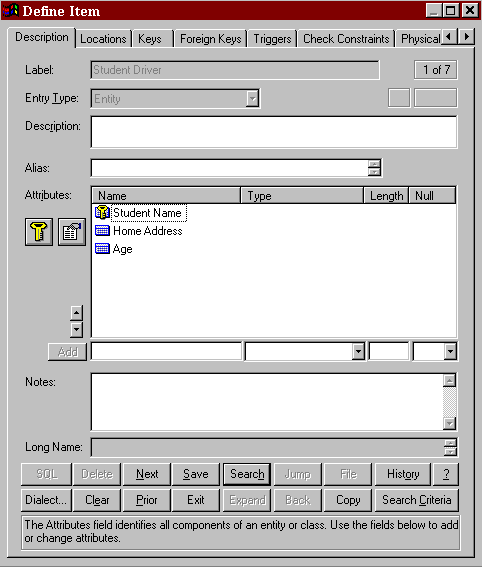 Define Item
Description Locations Keys Foreign Keys Triggers Check Constraints Physical
Label: Student Driver 1 of 7
Entry Type: Entity
Description:
Alias:
Attributes: Name Type Length Null
Student Name
Home Address
Age
Add
Notes:
Long Name:
SQL Delete Next Save Search Jump File History ?
Dialect... Clear Prior Exit Expand Back Copy Search Criteria
The Attributes field identifies all components of an entity or class. Use the fields below to add
or change attributes.